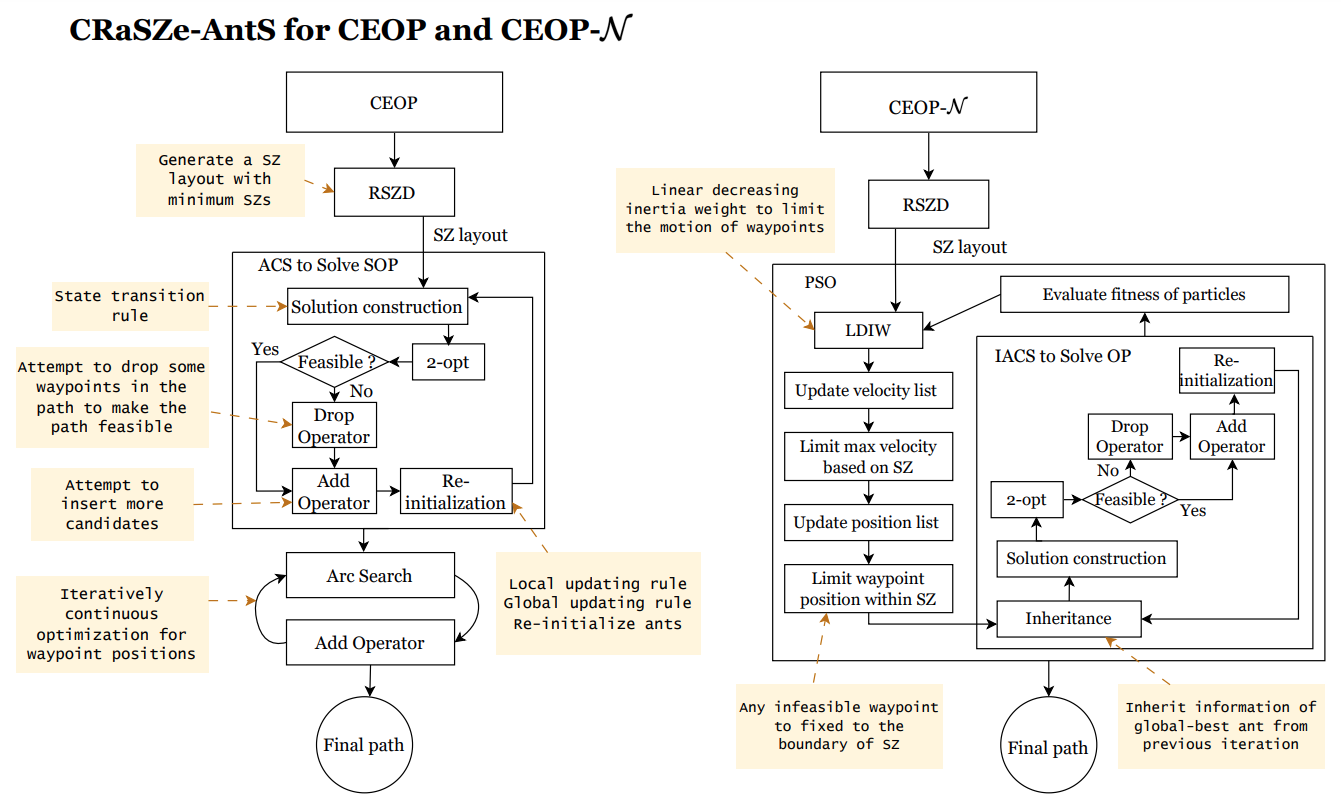 CRaSZe-AntS for CEOP and CEOP-𝒩
CEOP
Generate a SZ
layout with
minimum SZs
RSZD
SZ layout
ACS to Solve SOP
State transition
rule
Solution construction
Yes
Feasible ?
2-opt
No
Attempt to drop some
waypoints in the
path to make the
path feasible
Drop
Operator
Attempt to
insert more
candidates
Add
Operator
Re-
initialization
Arc Search
Local updating rule
Global updating rule
Re-initialize ants
Iteratively
continuous
optimization for
waypoint positions
Add Operator
Final path
CEOP-𝒩
Linear decreasing
inertia weight to limit
the motion of waypoints
RSZD
SZ layout
PSO
Evaluate fitness of particles
LDIW
IACS to Solve OP
Re-
initialization
Update velocity list
Drop
Operator
Add
Operator
Limit max velocity
based on SZ
No
2-opt
Feasible ?
Yes
Update position list
Solution construction
Limit waypoint
position within SZ
Inheritance
Any infeasible waypoint
to fixed to the
boundary of SZ
Final path
Inherit information of
global-best ant from
previous iteration